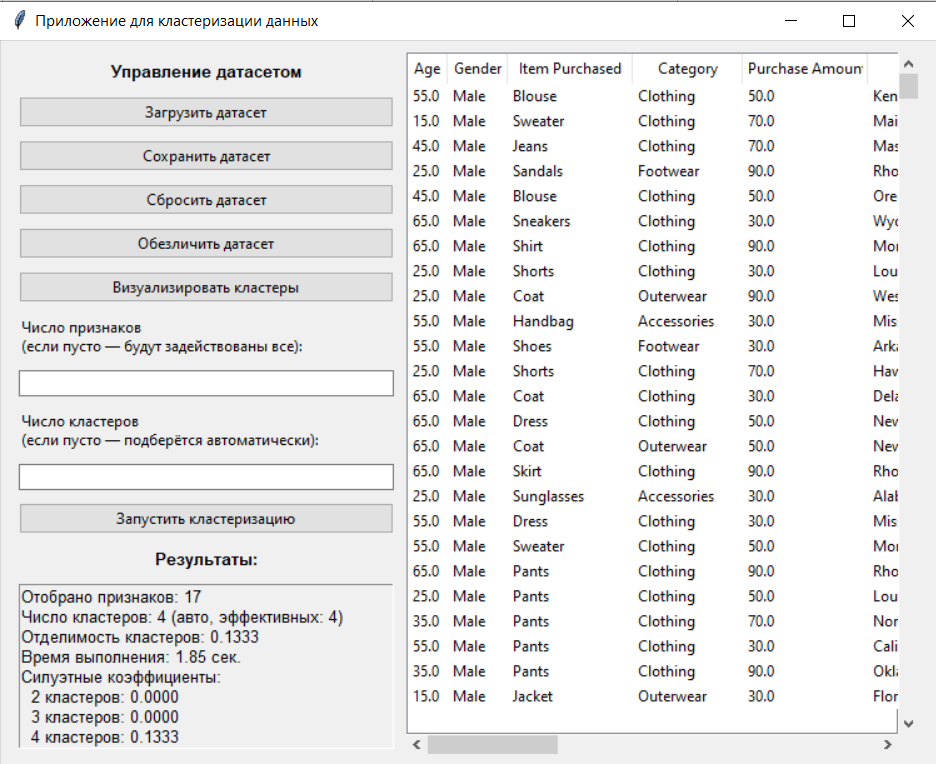 Приложение для кластеризации данных
Управление датасетом
Загрузить датасет
Сохранить датасет
Сбросить датасет
Обезличить датасет
Визуализировать кластеры
Число признаков
(если пусто — будут задействованы все):
Число кластеров
(если пусто — подберётся автоматически):
Запустить кластеризацию
Результаты:
Отобрано признаков: 17
Число кластеров: 4 (авто, эффективных: 4)
Отделимость кластеров: 0.1333
Время выполнения: 1.85 сек.
Силуэтные коэффициенты:
2 кластеров: 0.0000
3 кластеров: 0.0000
4 кластеров: 0.1333
Age Gender Item Purchased Category Purchase Amoun
55.0 Male Blouse Clothing 50.0 Ken
15.0 Male Sweater Clothing 70.0 Mai
45.0 Male Jeans Clothing 70.0 Mas
25.0 Male Sandals Footwear 90.0 Rho
45.0 Male Blouse Clothing 50.0 Ore
65.0 Male Sneakers Clothing 30.0 Wyo
65.0 Male Shirt Clothing 90.0 Mor
25.0 Male Shorts Clothing 30.0 Lou
25.0 Male Coat Outerwear 90.0 Wes
55.0 Male Handbag Accessories 30.0 Mis
55.0 Male Shoes Footwear 30.0 Arka
25.0 Male Shorts Clothing 70.0 Haw
65.0 Male Coat Clothing 30.0 Dela
65.0 Male Dress Clothing 50.0 New
65.0 Male Coat Outerwear 50.0 New
65.0 Male Skirt Clothing 90.0 Rho
25.0 Male Sunglasses Accessories 30.0 Alab
55.0 Male Dress Clothing 30.0 Mis
55.0 Male Sweater Clothing 50.0 Mor
65.0 Male Pants Clothing 90.0 Rho
25.0 Male Pants Clothing 50.0 Lou
35.0 Male Pants Clothing 70.0 Nor
55.0 Male Pants Clothing 30.0 Cali
35.0 Male Pants Clothing 90.0 Okla
15.0 Male Jacket Outerwear 30.0 Flor